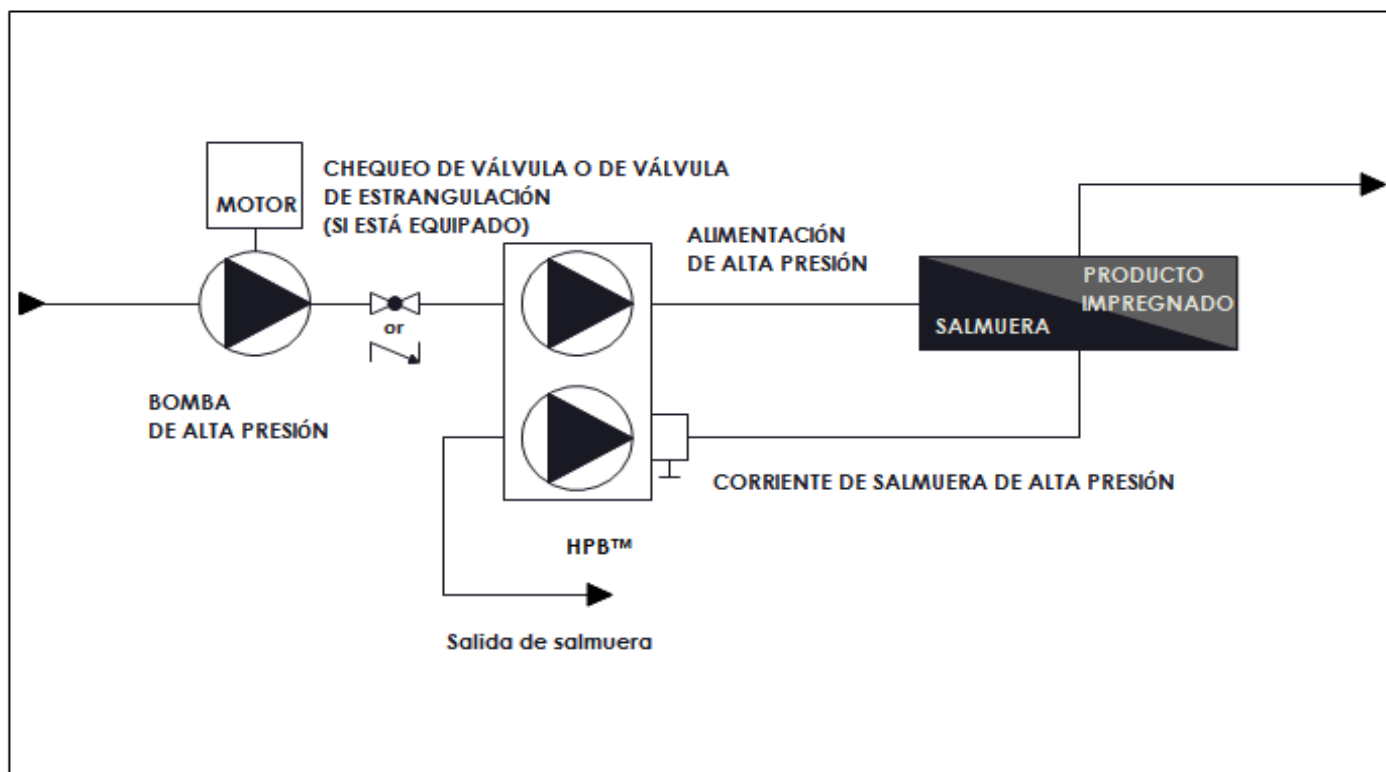 MOTOR
CHEQUEO DE VÁLVULA O DE VÁLVULA
DE ESTRANGULACIÓN
(SI ESTÁ EQUIPADO)
or
BOMBA
DE ALTA PRESIÓN
ALIMENTACIÓN
DE ALTA PRESIÓN
PRODUCTO
IMPREGNADO
SALMUERA
CORRIENTE DE SALMUERA DE ALTA PRESIÓN
HPB™
Salida de salmuera